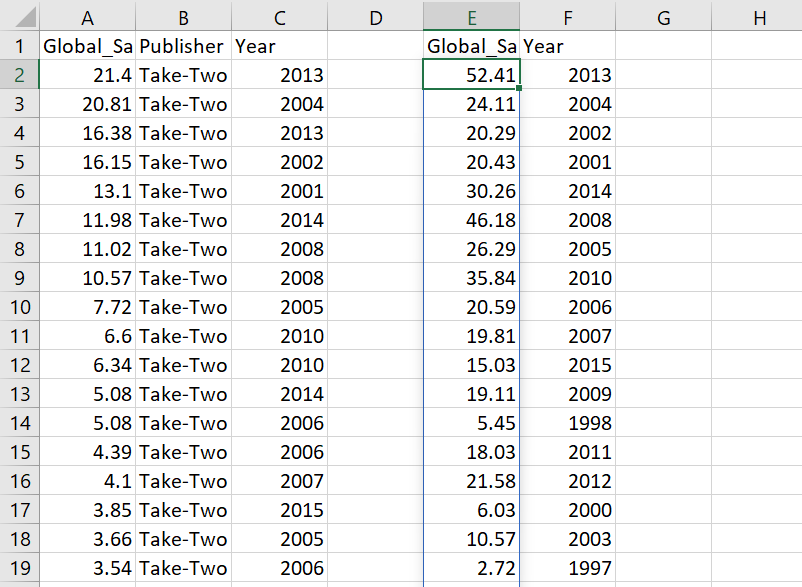 A B C D E F G H
1 Global_Sa Publisher Year Global_Sa Year
2 21.4 Take-Two 2013 52.41 2013
3 20.81 Take-Two 2004 24.11 2004
4 16.38 Take-Two 2013 20.29 2002
5 16.15 Take-Two 2002 20.43 2001
6 13.1 Take-Two 2001 30.26 2014
7 11.98 Take-Two 2014 46.18 2008
8 11.02 Take-Two 2008 26.29 2005
9 10.57 Take-Two 2008 35.84 2010
10 7.72 Take-Two 2005 20.59 2006
11 6.6 Take-Two 2010 19.81 2007
12 6.34 Take-Two 2010 15.03 2015
13 5.08 Take-Two 2014 19.11 2009
14 5.08 Take-Two 2006 5.45 1998
15 4.39 Take-Two 2006 18.03 2011
16 4.1 Take-Two 2007 21.58 2012
17 3.85 Take-Two 2015 6.03 2000
18 3.66 Take-Two 2005 10.57 2003
19 3.54 Take-Two 2006 2.72 1997